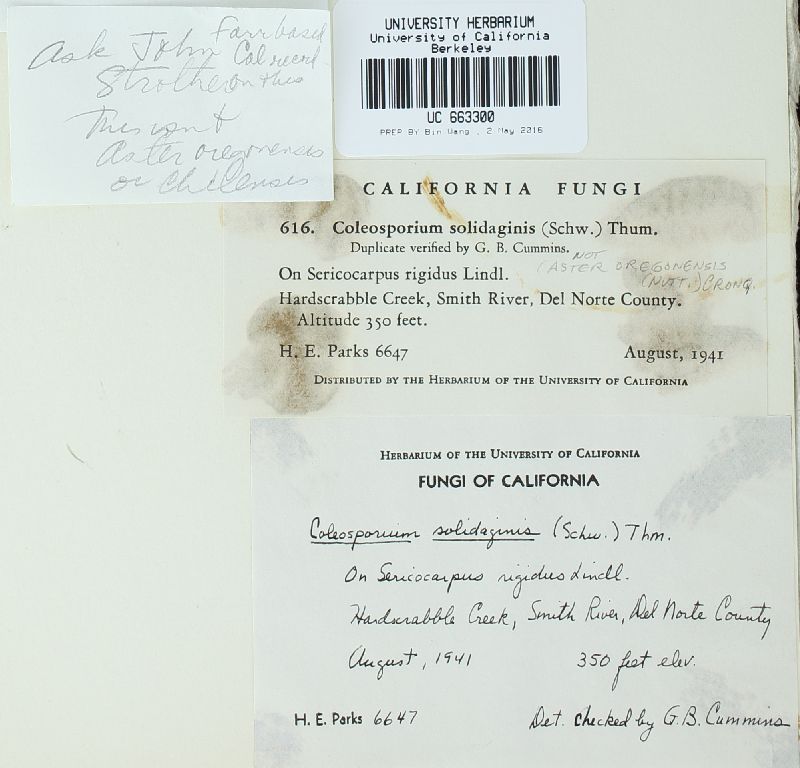 Ask John Farr based
Strother on this Cal record
This isn't
Aster oregonensis
or chilensis
UNIVERSITY HERBARIUM
University of California
Berkeley
UC 663300
PREP BY Bin Wang , 2 May 2016
CALIFORNIA FUNGI
616. Coleosporium solidaginis (Schw.) Thum.
Duplicate verified by G. B. Cummins.
NOT
On Sericocarpus rigidus Lindl. (ASTER OREGONENSIS
(NUTT.) CRONQ.
Hardscrabble Creek, Smith River, Del Norte County.
Altitude 350 feet.
H. E. Parks 6647 August, 1941
DISTRIBUTED BY THE HERBARIUM OF THE UNIVERSITY OF CALIFORNIA
HERBARIUM OF THE UNIVERSITY OF CALIFORNIA
FUNGI OF CALIFORNIA
Coleosporium solidaginis (Schw.) Thm.
On Sericocarpus rigidus Lindl.
Hardscrabble Creek, Smith River, Del Norte County
August, 1941 350 feet elev.
H. E. Parks 6647 Det. checked by G.B. Cummins